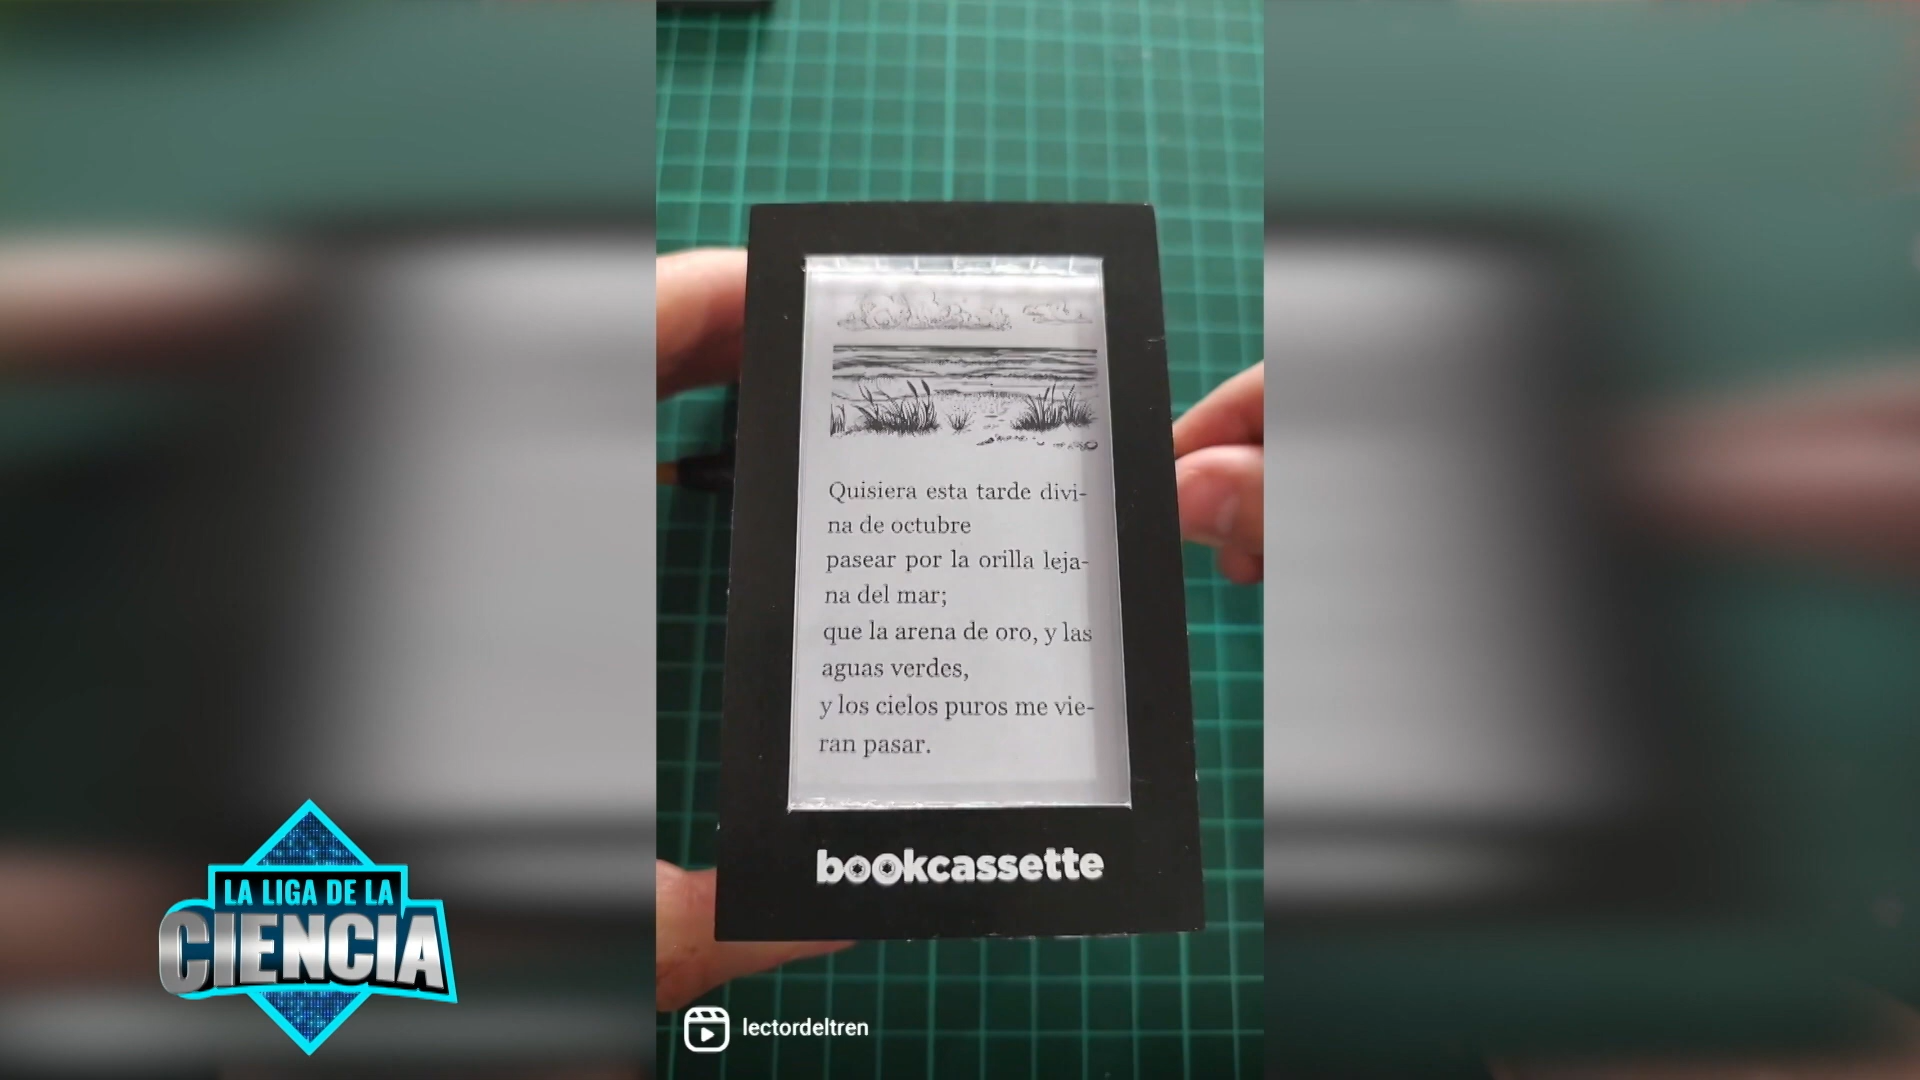 Quisiera esta tarde divi-
na de octubre
pasear por la orilla leja-
na del mar;
que la arena de oro, y las
aguas verdes,
y los cielos puros me vie-
ran pasar.
bookcassette
LA LIGA DE LA
CIENCIA
lectordeltren